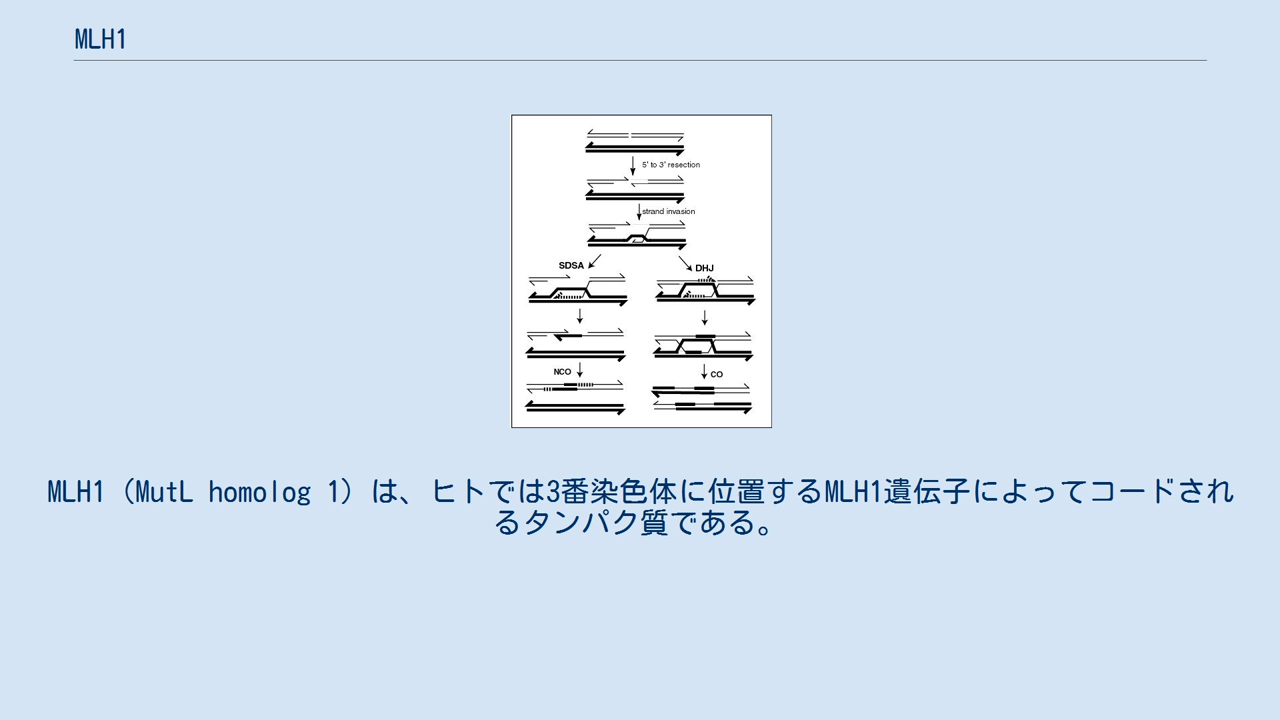 MLH1
5' to 3' resection
strand invasion
SDSA
DHJ
NCO
CO
MLH1（MutL homolog 1）は、ヒトでは3番染色体に位置するMLH1遺伝子によってコードされ
るタンパク質である。